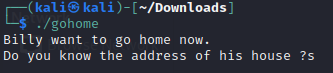 ┌──(kali㉿kali)-[~/Downloads]
└─$ ./gohome
Billy want to go home now.
Do you know the address of his house ?s